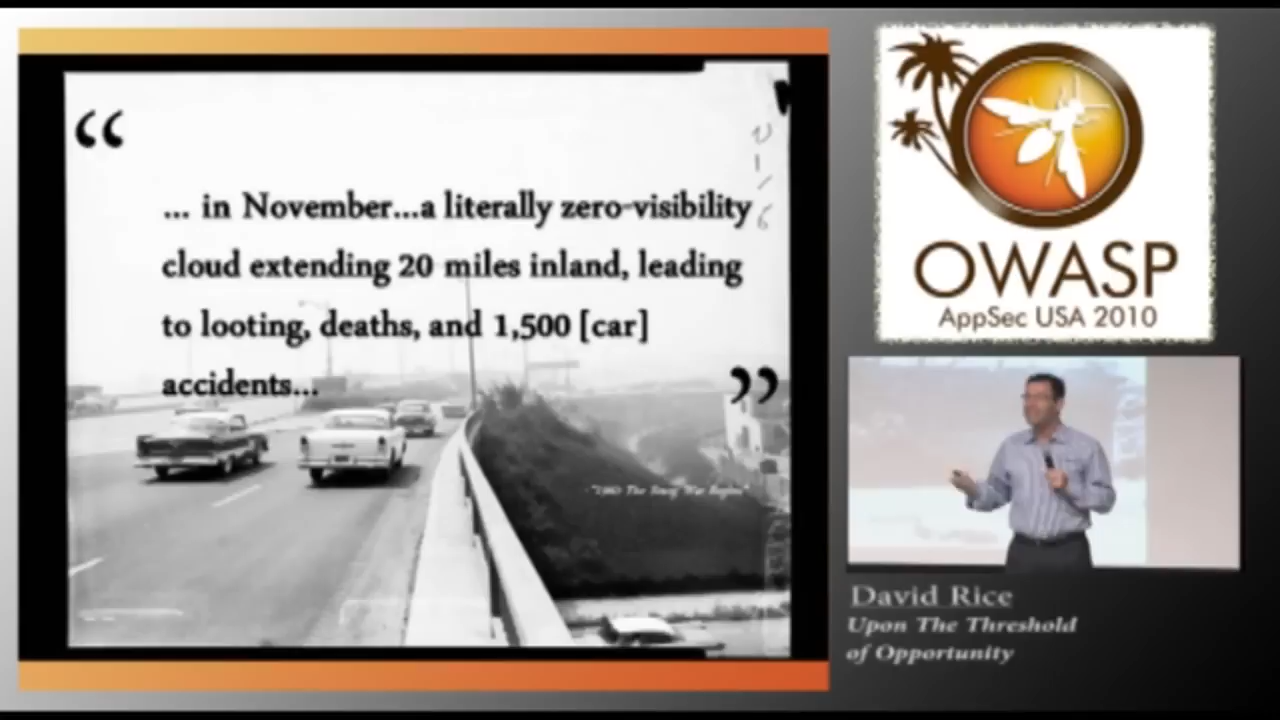 “
... in November...a literally zero-visibility
cloud extending 20 miles inland, leading
to looting, deaths, and 1,500 [car]
accidents...
”
OWASP
AppSec USA 2010
David Rice
Upon The Threshold
of Opportunity